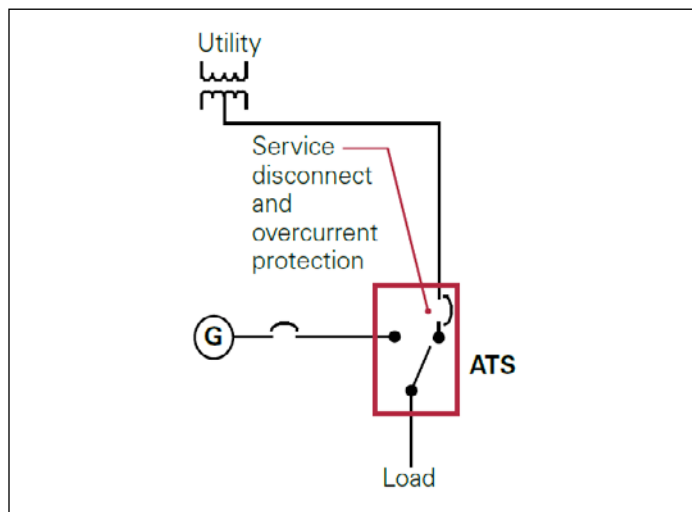 Utility
Service
disconnect
and
overcurrent
protection
G
ATS
Load